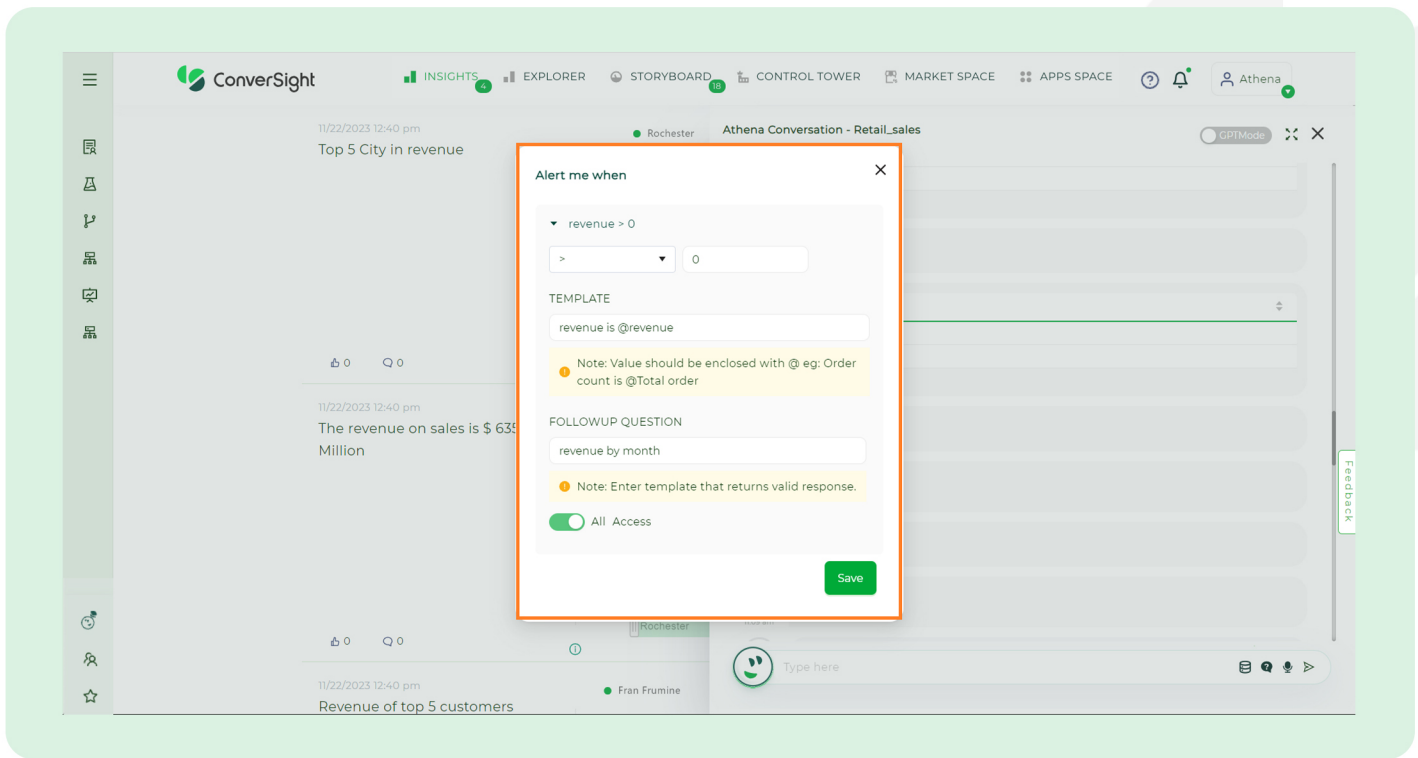 ConverSight
INSIGHTS
4
EXPLORER
STORYBOARD
18
CONTROL TOWER
MARKET SPACE
APPS SPACE
Athena
11/22/2023 12:40 pm
Top 5 City in revenue
Rochester
Athena Conversation - Retail_sales
GPTMode
Alert me when
revenue > 0
>
0
TEMPLATE
revenue is @revenue
Note: Value should be enclosed with @ eg: Order
count is @Total order
FOLLOWUP QUESTION
revenue by month
Note: Enter template that returns valid response.
All Access
Save
0
0
11/22/2023 12:40 pm
The revenue on sales is $ 635
Million
Feedback
Rochester
0
0
Type here
11/22/2023 12:40 pm
Fran Frumine
Revenue of top 5 customers